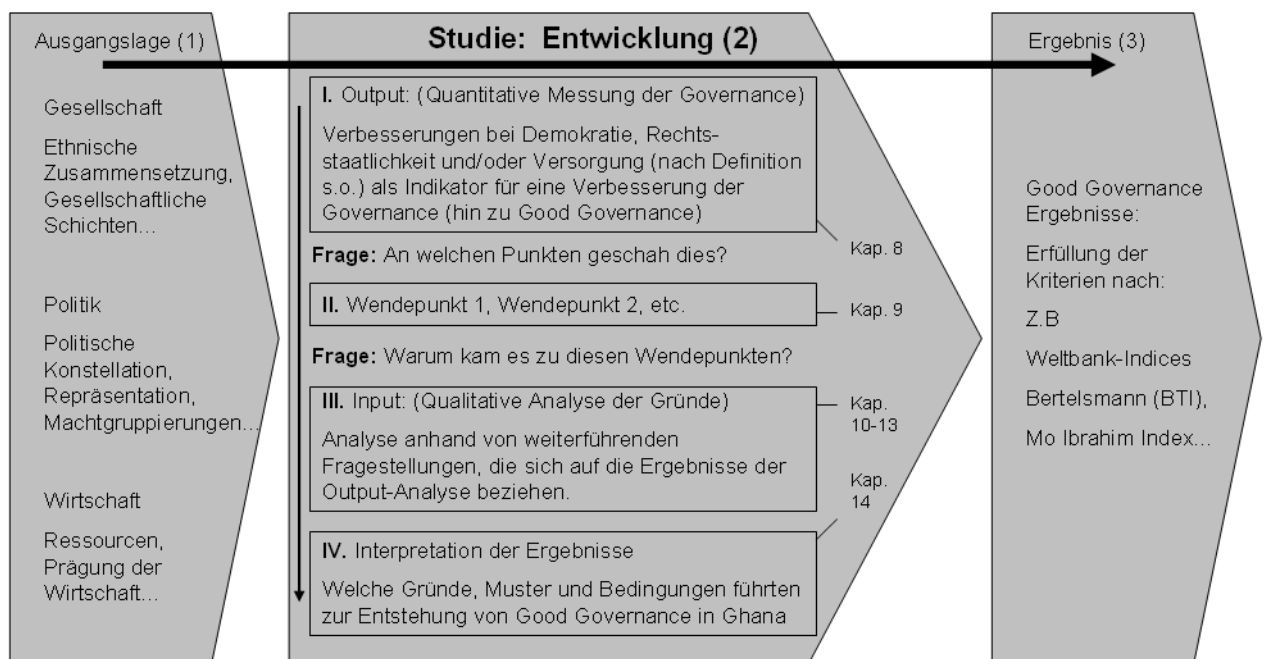 Ausgangslage (1)
Gesellschaft
Ethnische
Zusammensetzung,
Gesellschaftliche
Schichten...
Politik
Politische
Konstellation,
Repräsentation,
Machtgruppierungen...
Wirtschaft
Ressourcen,
Prägung der
Wirtschaft...
Studie: Entwicklung (2)
I. Output: (Quantitative Messung der Governance)
Verbesserungen bei Demokratie, Rechts-
staatlichkeit und/oder Versorgung (nach Definition
s.o.) als Indikator für eine Verbesserung der
Governance (hin zu Good Governance)
Kap. 8
Frage: An welchen Punkten geschah dies?
II. Wendepunkt 1, Wendepunkt 2, etc.
Kap. 9
Frage: Warum kam es zu diesen Wendepunkten?
III. Input: (Qualitative Analyse der Gründe)
Analyse anhand von weiterführenden
Fragestellungen, die sich auf die Ergebnisse der
Output-Analyse beziehen.
Kap.
10-13
Kap.
14
IV. Interpretation der Ergebnisse
Welche Gründe, Muster und Bedingungen führten
zur Entstehung von Good Governance in Ghana
Ergebnis (3)
Good Governance
Ergebnisse:
Erfüllung der
Kriterien nach:
Z.B
Weltbank-Indices
Bertelsmann (BTI),
Mo Ibrahim Index...